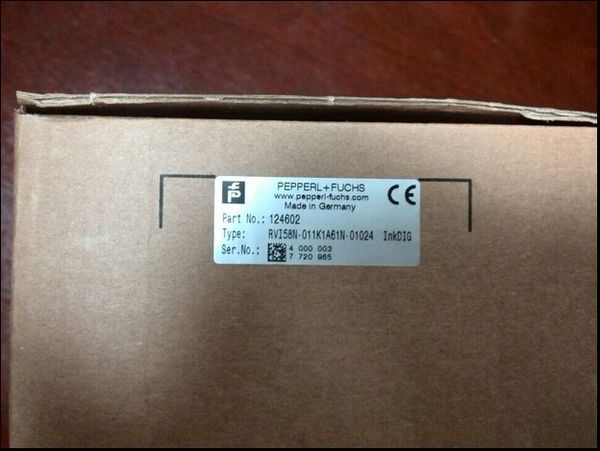 PEPPERL+FUCHS
www.pepperl-fuchs.com
Made in Germany
CE
Part No.: 124602
Type: RVI58N-011K1A61N-01024 InkDIG
Ser.No.: 4 000 003
7 720 965